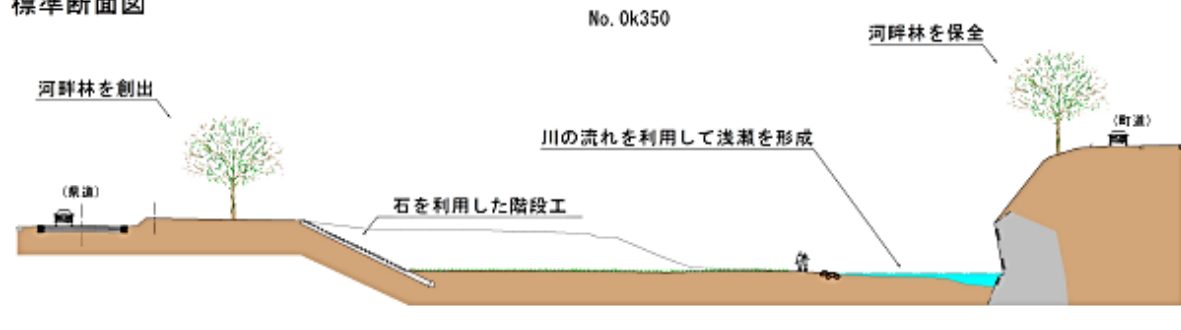 標準断面図
No. 0k350
河畔林を保全
河畔林を創出
(町道)
川の流れを利用して浅瀬を形成
(県道)
石を利用した階段工